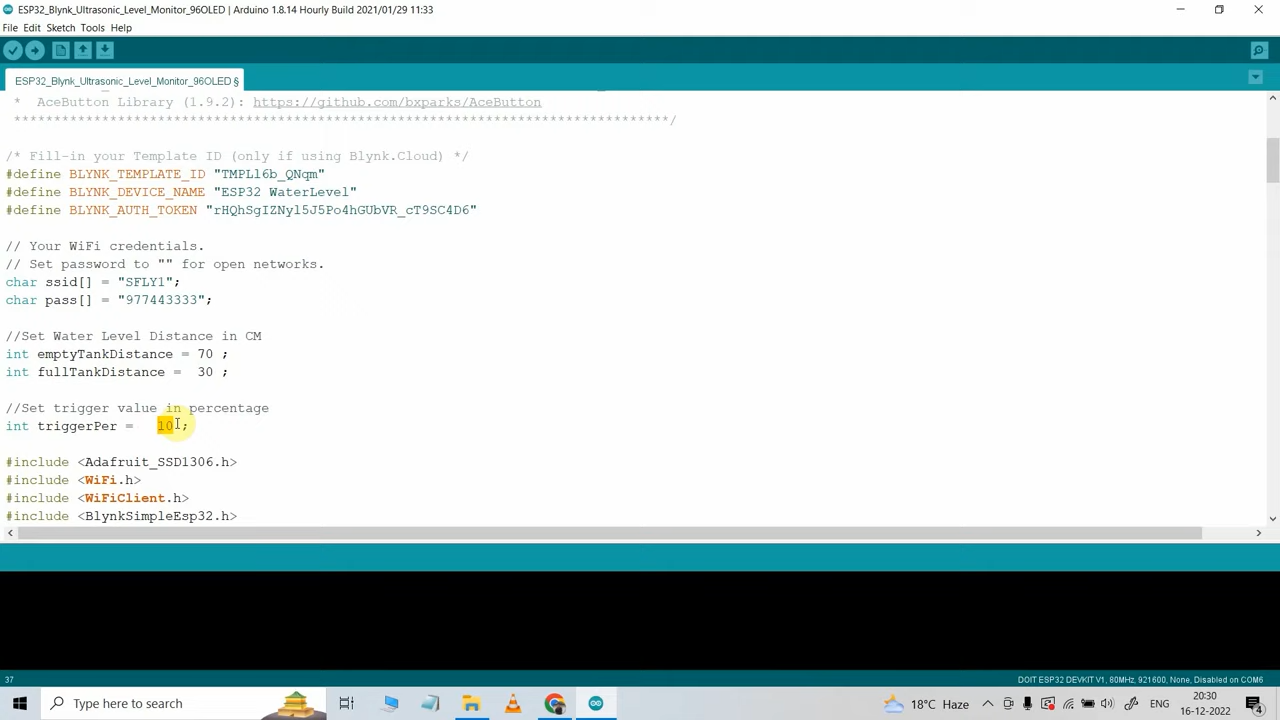 ESP32_Blynk_Ultrasonic_Level_Monitor_96OLED | Arduino 1.8.14 Hourly Build 2021/01/29 11:33
File Edit Sketch Tools Help
ESP32_Blynk_Ultrasonic_Level_Monitor_96OLED §
* AceButton Library (1.9.2): https://github.com/bxparks/AceButton
**********************************************************************************/
/* Fill-in your Template ID (only if using Blynk.Cloud) */
#define BLYNK_TEMPLATE_ID "TMPLl6b_QNqm"
#define BLYNK_DEVICE_NAME "ESP32 WaterLevel"
#define BLYNK_AUTH_TOKEN "rHQhSgIZNyl5J5Po4hGUbVR_cT9SC4D6"
// Your WiFi credentials.
// Set password to "" for open networks.
char ssid[] = "SFLY1";
char pass[] = "977443333";
//Set Water Level Distance in CM
int emptyTankDistance = 70 ;
int fullTankDistance =  30 ;
//Set trigger value in percentage
int triggerPer =   10 ;
#include <Adafruit_SSD1306.h>
#include <WiFi.h>
#include <WiFiClient.h>
#include <BlynkSimpleEsp32.h>
37
DOIT ESP32 DEVKIT V1, 80MHz, 921600, None, Disabled on COM6
Type here to search
18°C Haze
ENG
20:30
16-12-2022
4